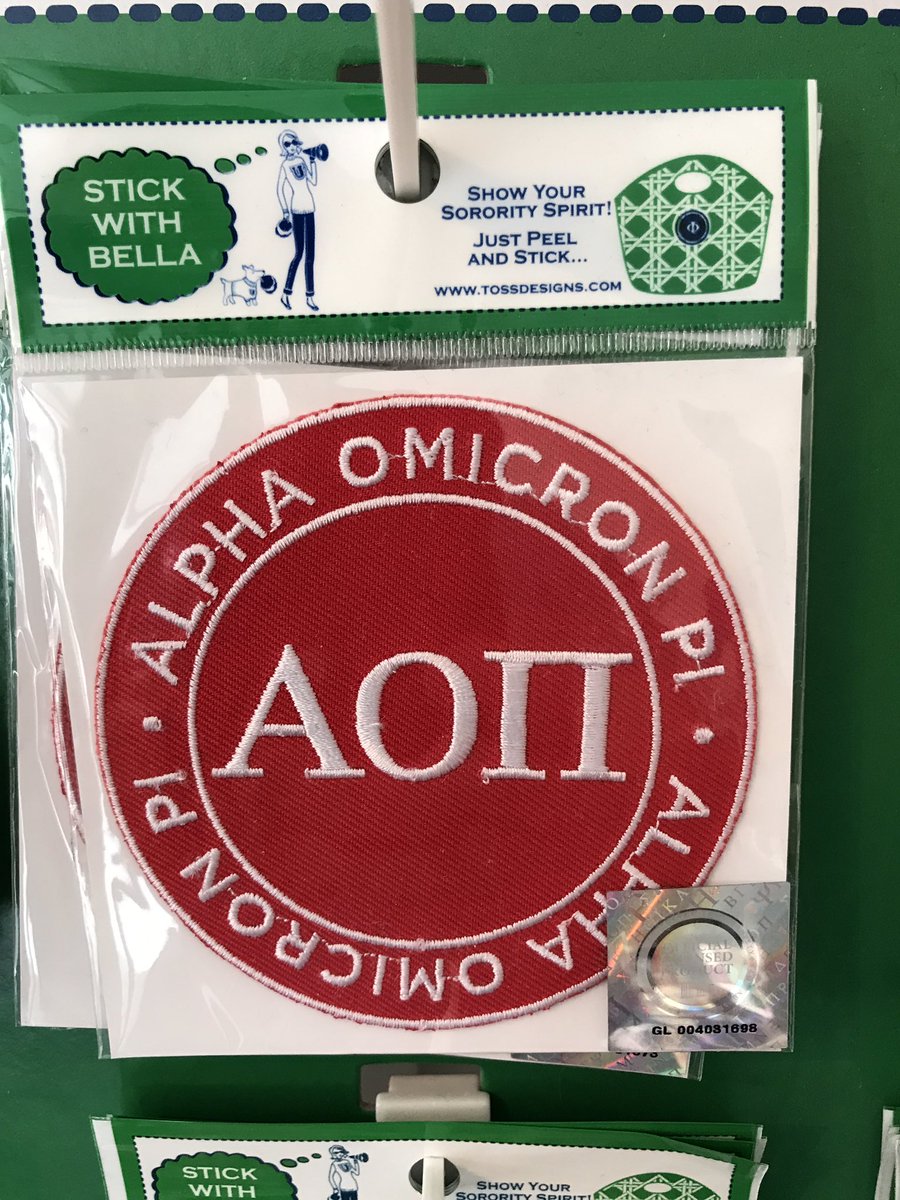 STICK
WITH
BELLA
U
SHOW YOUR
SORORITY SPIRIT!
JUST PEEL
AND STICK...
WWW.TOSSDESIGNS.COM
Φ
ALPHA OMICRON PI · ALPHA OMICRON PI ·
ΑΟΠ
GL 004031698
STICK
WITH
SHOW YOUR
SORORITY SPIRIT!